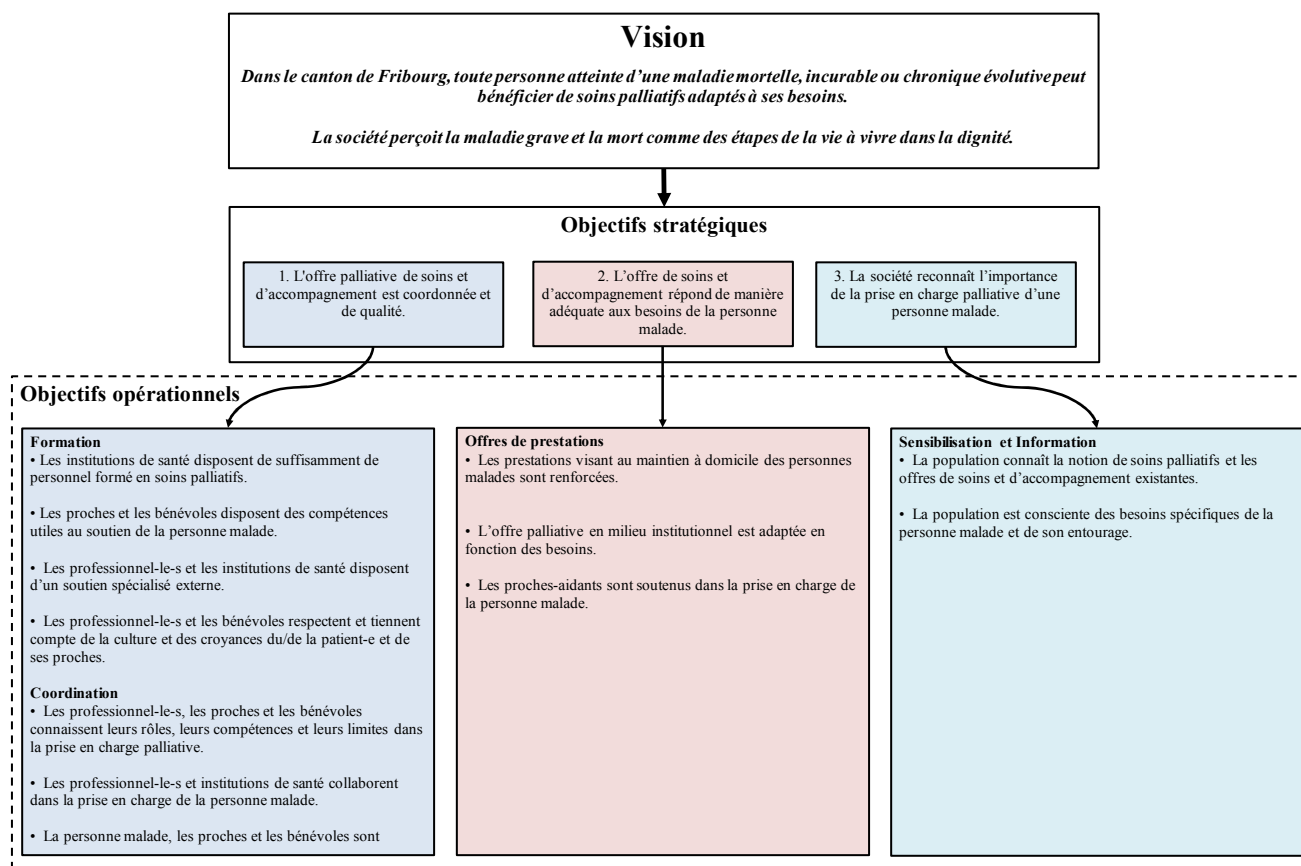 Vision
Dans le canton de Fribourg, toute personne atteinte d’une maladie mortelle, incurable ou chronique évolutive peut
bénéficier de soins palliatifs adaptés à ses besoins.
La société perçoit la maladie grave et la mort comme des étapes de la vie à vivre dans la dignité.
Objectifs stratégiques
1. L'offre palliative de soins et
d’accompagnement est coordonnée et
de qualité.
2. L’offre de soins et
d’accompagnement répond de manière
adéquate aux besoins de la personne
malade.
3. La société reconnaît l’importance
de la prise en charge palliative d’une
personne malade.
Objectifs opérationnels
Formation
• Les institutions de santé disposent de suffisamment de
personnel formé en soins palliatifs.
• Les proches et les bénévoles disposent des compétences
utiles au soutien de la personne malade.
• Les professionnel-le-s et les institutions de santé disposent
d’un soutien spécialisé externe.
• Les professionnel-le-s et les bénévoles respectent et tiennent
compte de la culture et des croyances du/de la patient-e et de
ses proches.
Coordination
• Les professionnel-le-s, les proches et les bénévoles
connaissent leurs rôles, leurs compétences et leurs limites dans
la prise en charge palliative.
• Les professionnel-le-s et institutions de santé collaborent
dans la prise en charge de la personne malade.
• La personne malade, les proches et les bénévoles sont
Offres de prestations
• Les prestations visant au maintien à domicile des personnes
malades sont renforcées.
• L’offre palliative en milieu institutionnel est adaptée en
fonction des besoins.
• Les proches-aidants sont soutenus dans la prise en charge de
la personne malade.
Sensibilisation et Information
• La population connaît la notion de soins palliatifs et les
offres de soins et d’accompagnement existantes.
• La population est consciente des besoins spécifiques de la
personne malade et de son entourage.